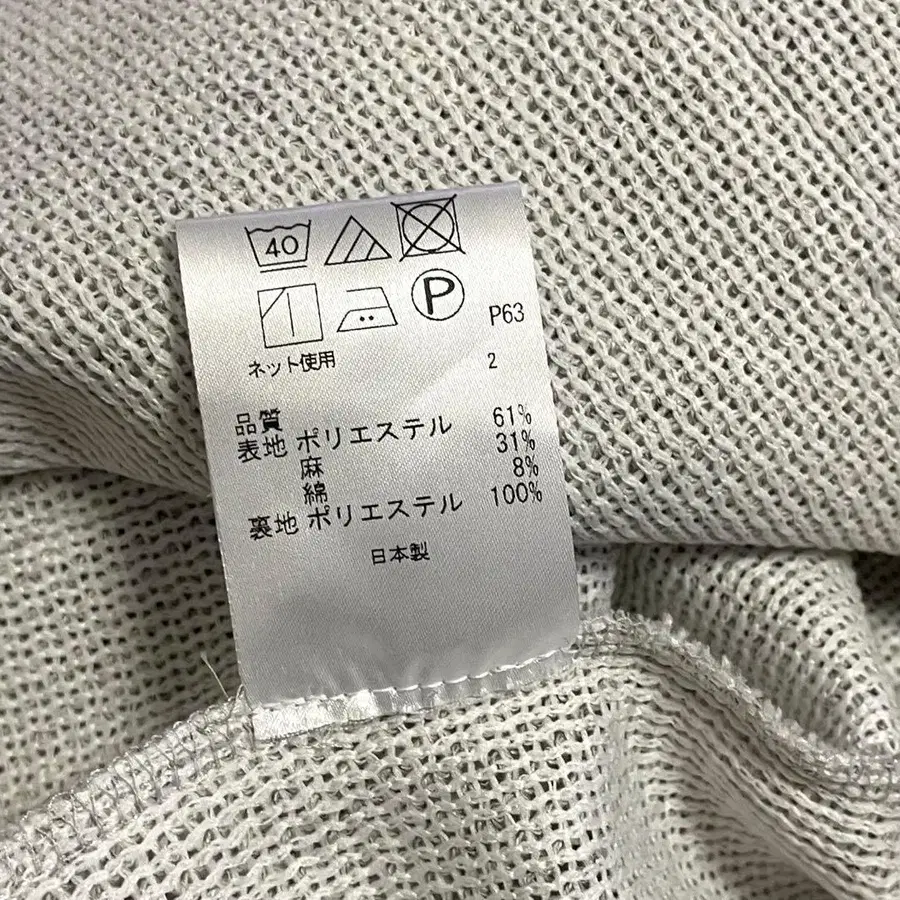 40
P
P63
ネット使用
2
品質
表地 ポリエステル 61%
麻 31%
綿 8%
裏地 ポリエステル 100%
日本製